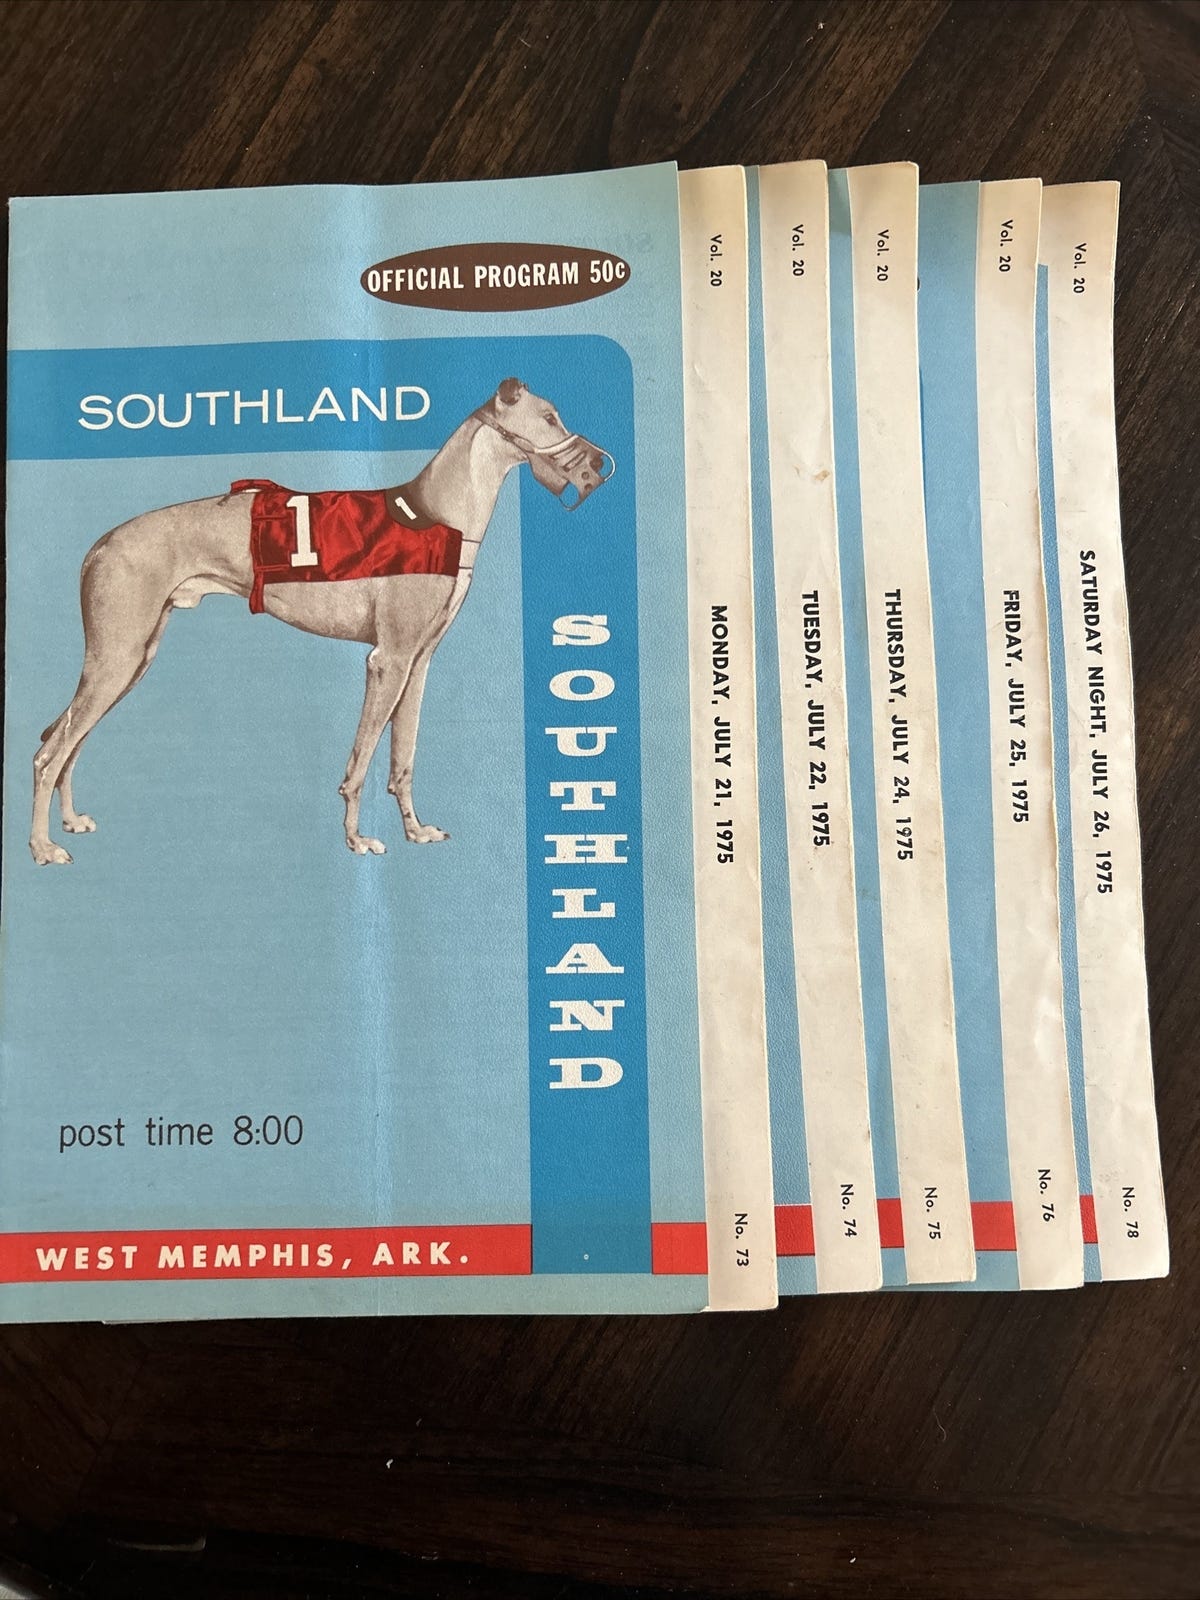 OFFICIAL PROGRAM 50c
SOUTHLAND
1
1
SOUTHLAND
post time 8:00
WEST MEMPHIS, ARK.
Vol. 20
MONDAY, JULY 21, 1975
No. 73
Vol. 20
TUESDAY, JULY 22, 1975
No. 74
Vol. 20
THURSDAY, JULY 24, 1975
No. 75
Vol. 20
FRIDAY, JULY 25, 1975
No. 76
Vol. 20
SATURDAY NIGHT, JULY 26, 1975
No. 78